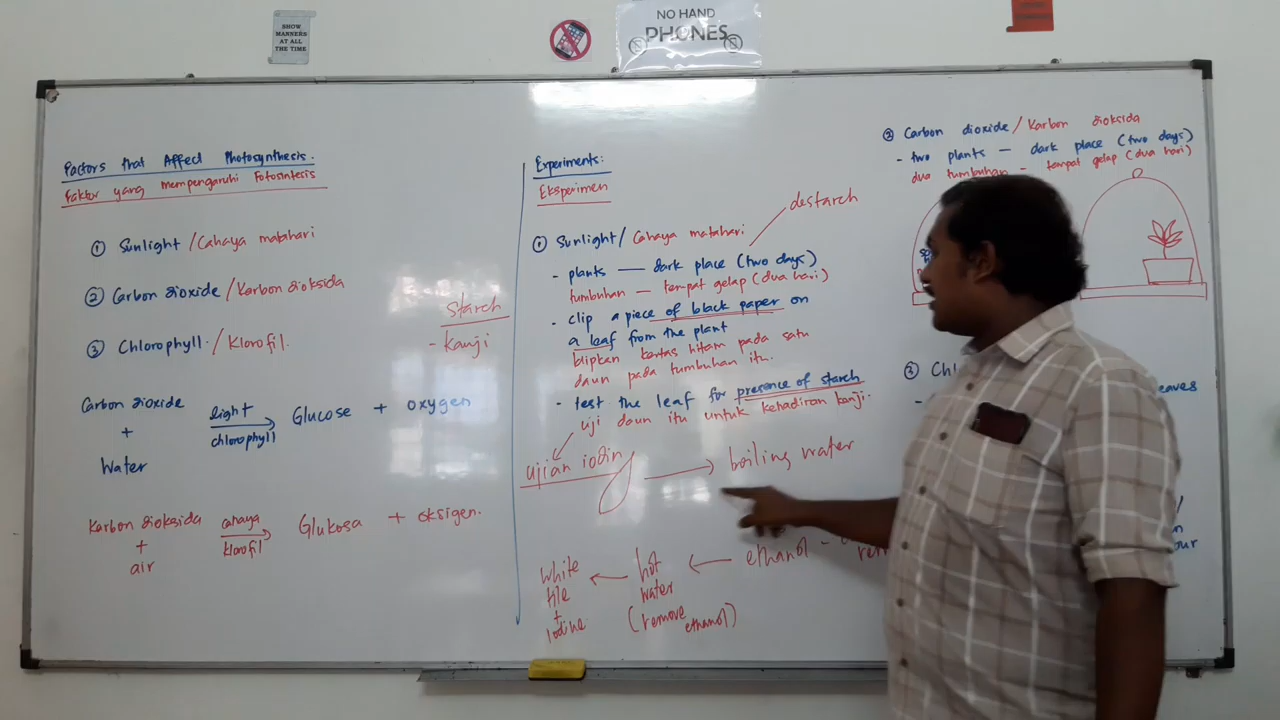 SHOW
MANNERS
AT ALL
THE TIME
NO HAND
PHONES
Factors that Affect Photosynthesis.
Faktor yang mempengaruhi Fotosintesis
① Sunlight / Cahaya matahari
② Carbon dioxide / Karbon dioksida
③ Chlorophyll. / Klorofil.
Starch
- Kanji
Carbon dioxide
+
Water
light
chlorophyll
Glucose + oxygen
Karbon dioksida
+
air
cahaya
klorofil
Glukosa + oksigen.
Experiments:
Eksperimen
① Sunlight / Cahaya matahari
destarch
- plants — dark place (two days)
tumbuhan — tempat gelap (dua hari)
- clip a piece of black paper on
a leaf from the plant
klipkan kertas hitam pada satu
daun pada tumbuhan itu.
- test the leaf for presence of starch
uji daun itu untuk kehadiran kanji.
ujian iodin
boiling water
ethanol -
hot
water
(remove
ethanol)
white
tile
+
Iodine
② Carbon dioxide / Karbon dioksida
- two plants — dark place (two days)
dua tumbuhan — tempat gelap (dua hari)
③